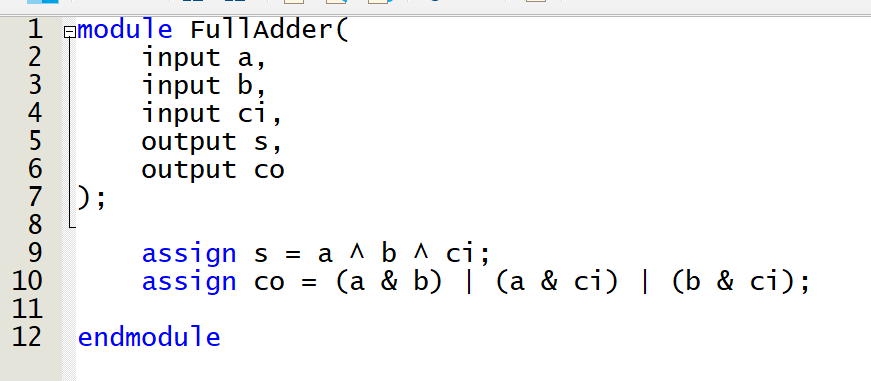 1 module FullAdder(
2     input a,
3     input b,
4     input ci,
5     output s,
6     output co
7 );
8
9     assign s = a ^ b ^ ci;
10     assign co = (a & b) | (a & ci) | (b & ci);
11
12 endmodule